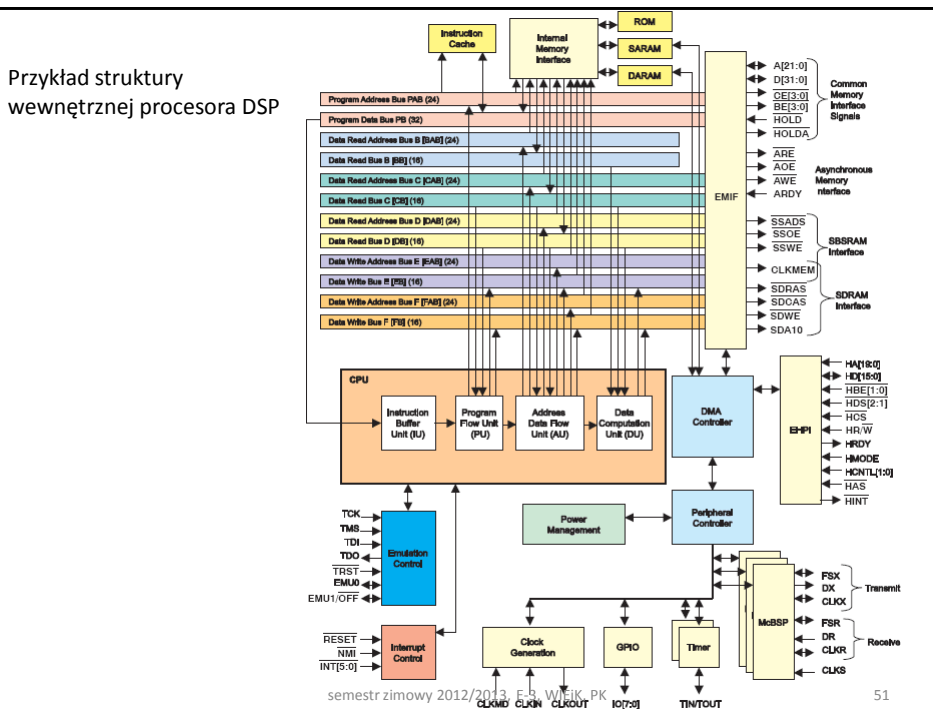 Przykład struktury
wewnętrznej procesora DSP
Instruction
Cache
Internal
Memory
Interface
ROM
SARAM
DARAM
Program Address Bus PAB (24)
Program Data Bus PB (32)
Data Read Address Bus B [BAB] (24)
Data Read Bus B [BB] (16)
Data Read Address Bus C [CAB] (24)
Data Read Bus C [CB] (16)
Data Read Address Bus D [DAB] (24)
Data Read Bus D [DB] (16)
Data Write Address Bus E [EAB] (24)
Data Write Bus E [EB] (16)
Data Write Address Bus F [FAB] (24)
Data Write Bus F [FB] (16)
EMIF
A[21:0]
D[31:0]
CE[3:0]
BE[3:0]
HOLD
HOLDA
Common
Memory
Interface
Signals
ARE
AOE
AWE
ARDY
Asynchronous
Memory
Interface
SSADS
SSOE
SSWE
CLKMEM
SBSRAM
Interface
SDRAS
SDCAS
SDWE
SDA10
SDRAM
Interface
CPU
Instruction
Buffer
Unit (IU)
Program
Flow Unit
(PU)
Address
Data Flow
Unit (AU)
Data
Computation
Unit (DU)
DMA
Controller
EHPI
HA[19:0]
HD[15:0]
HBE[1:0]
HDS[2:1]
HCS
HR/W
HRDY
HMODE
HCNTL[1:0]
HAS
HINT
Power
Management
Peripheral
Controller
TCK
TMS
TDI
TDO
TRST
EMU0
EMU1/OFF
Emulation
Control
RESET
NMI
INT[5:0]
Interrupt
Control
Clock
Generation
GPIO
Timer
McBSP
FSX
DX
CLKX
Transmit
FSR
DR
CLKR
Receive
CLKS
CLKMD CLKIN CLKOUT IO[7:0] TIN/TOUT
semestr zimowy 2012/2013, E-3, WIEiK, PK
51